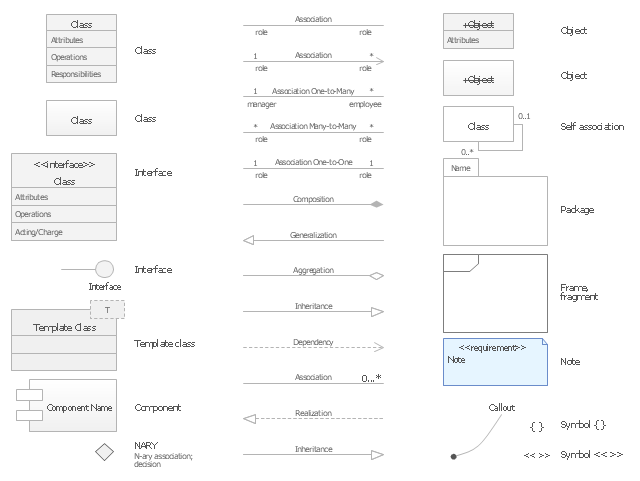 Class
Attributes
Operations
Responsibilities
Class
Class
Class
<<interface>>
Class
Attributes
Operations
Acting/Charge
Interface
Interface
Interface
T
Template Class
Template class
Component Name
Component
NARY
N-ary association;
decision
Association
role role
1 Association *
role role
1 Association One-to-Many *
manager employee
* Association Many-to-Many *
role role
1 Association One-to-One 1
role role
Composition
Generalization
Aggregation
Inheritance
Dependency
Association 0...*
Realization
Inheritance
+Object
Attributes
Object
+Object
Object
Class
0..1
0..*
Self association
Name
Package
Frame,
fragment
<<requirement>>
Note
Note
Callout
{ } Symbol { }
<< >> Symbol << >>